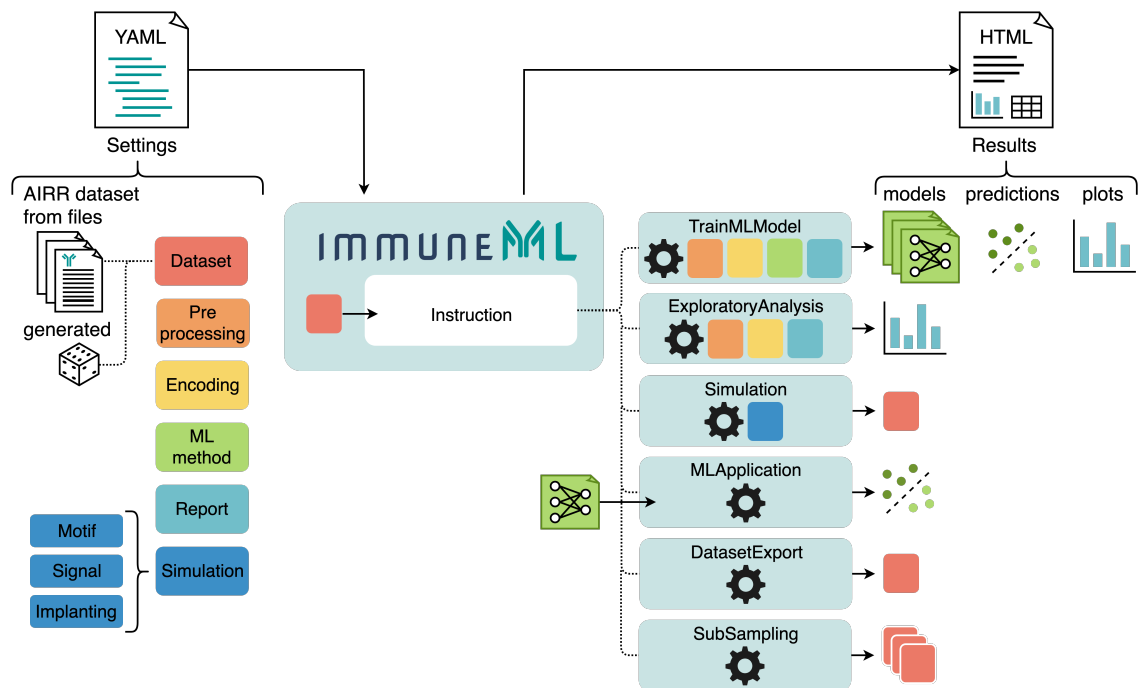 YAML
HTML
Settings
Results
AIRR dataset
from files
generated
Dataset
Pre
processing
Encoding
ML
method
Report
Simulation
Motif
Signal
Implanting
IMMUNEML
Instruction
models
predictions
plots
TrainMLModel
ExploratoryAnalysis
Simulation
MLApplication
DatasetExport
SubSampling